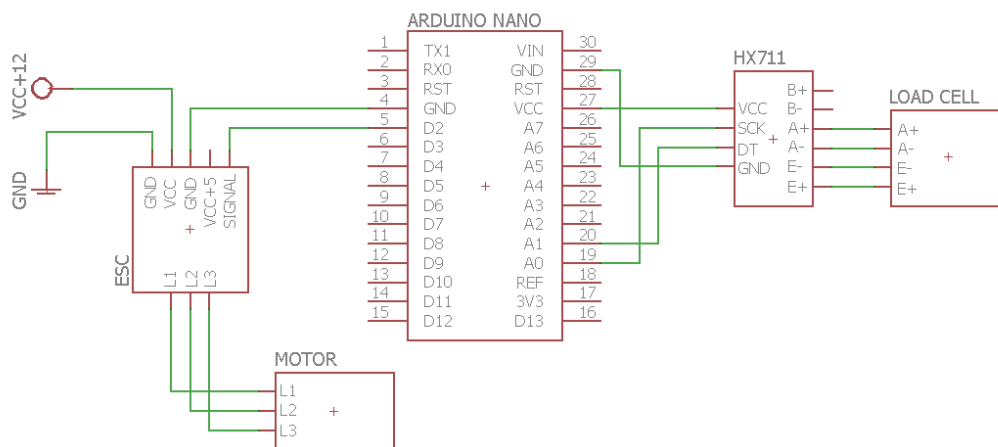 ARDUINO NANO
1 TX1 VIN 30
2 RX0 GND 29
3 RST RST 28
4 GND VCC 27
5 D2 A7 26
6 D3 A6 25
7 D4 A5 24
8 D5 A4 23
9 D6 A3 22
10 D7 A2 21
11 D8 A1 20
12 D9 A0 19
13 D10 REF 18
14 D11 3V3 17
15 D12 D13 16
VCC+12
GND
ESC
GND
VCC
GND
VCC+5
SIGNAL
L1
L2
L3
MOTOR
L1
L2
L3
HX711
B+
VCC B-
SCK A+
DT A-
GND E-
E+
LOAD CELL
A+
A-
E-
E+